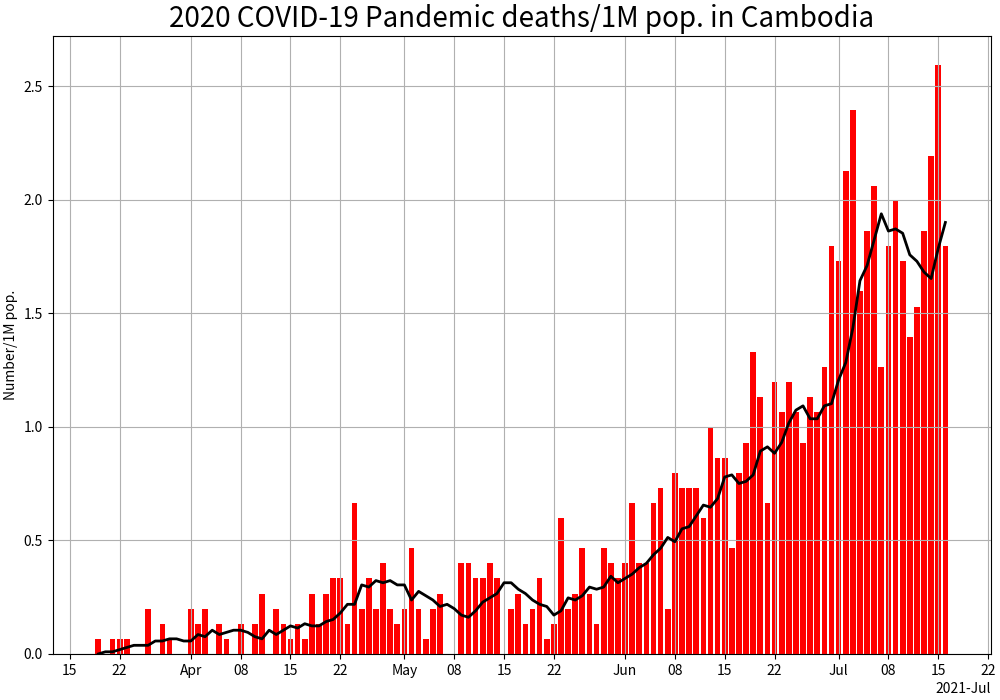 2020 COVID-19 Pandemic deaths/1M pop. in Cambodia
Number/1M pop.
2.5
2.0
1.5
1.0
0.5
0.0
15 22 Apr 08 15 22 May 08 15 22 Jun 08 15 22 Jul 08 15 22
2021-Jul